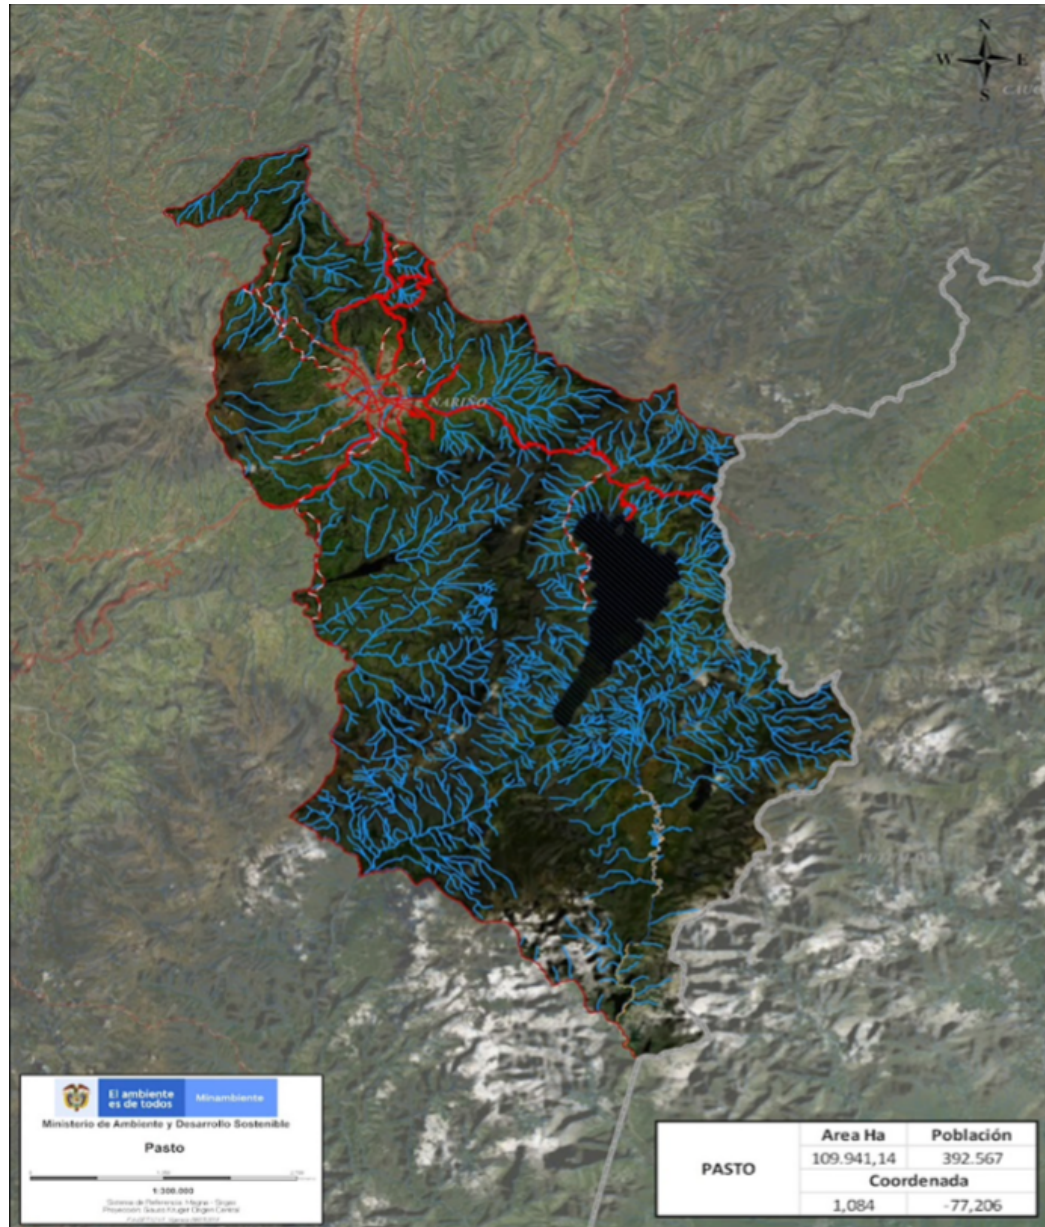 N
W E
S
NARIÑO
El ambiente
es de todos
Minambiente
Ministerio de Ambiente y Desarrollo Sostenible
Pasto
1:300.000
PASTO
Area Ha Población
109.941,14 392.567
Coordenada
1,084 -77,206